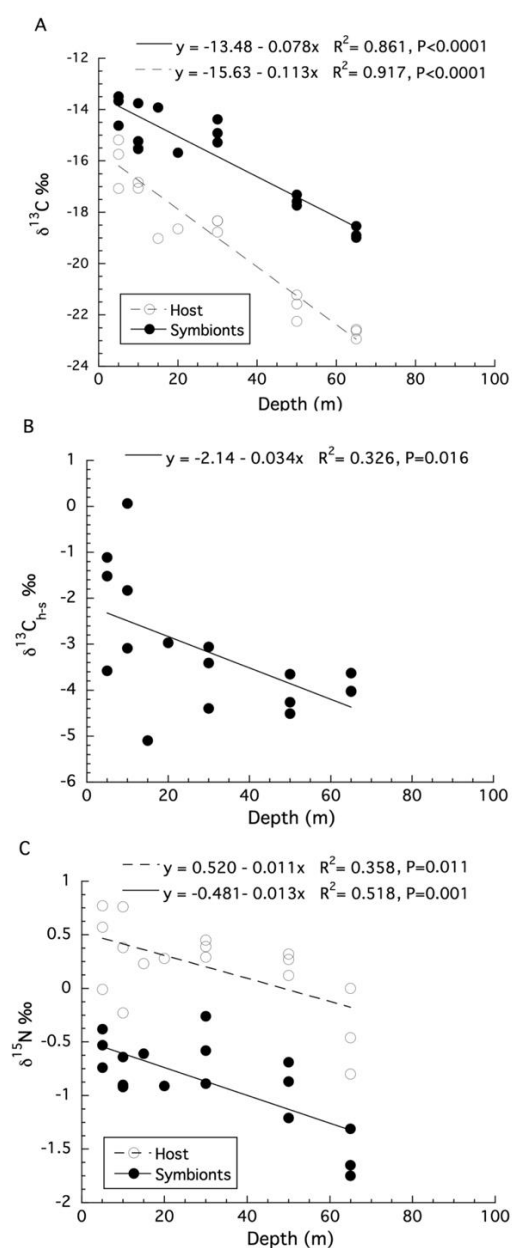 A
y = -13.48 - 0.078x R²= 0.861, P<0.0001
y = -15.63 - 0.113x R²= 0.917, P<0.0001
-12
-14
-16
-18
-20
-22
-24
δ¹³C ‰
Host
Symbionts
0 20 40 60 80 100
Depth (m)
B
y = -2.14 - 0.034x R²= 0.326, P=0.016
1
0
-1
-2
-3
-4
-5
-6
δ¹³C h-s ‰
0 20 40 60 80 100
Depth (m)
C
y = 0.520 - 0.011x R²= 0.358, P=0.011
y = -0.481- 0.013x R²= 0.518, P=0.001
1
0.5
0
-0.5
-1
-1.5
-2
δ¹⁵N ‰
Host
Symbionts
0 20 40 60 80 100
Depth (m)